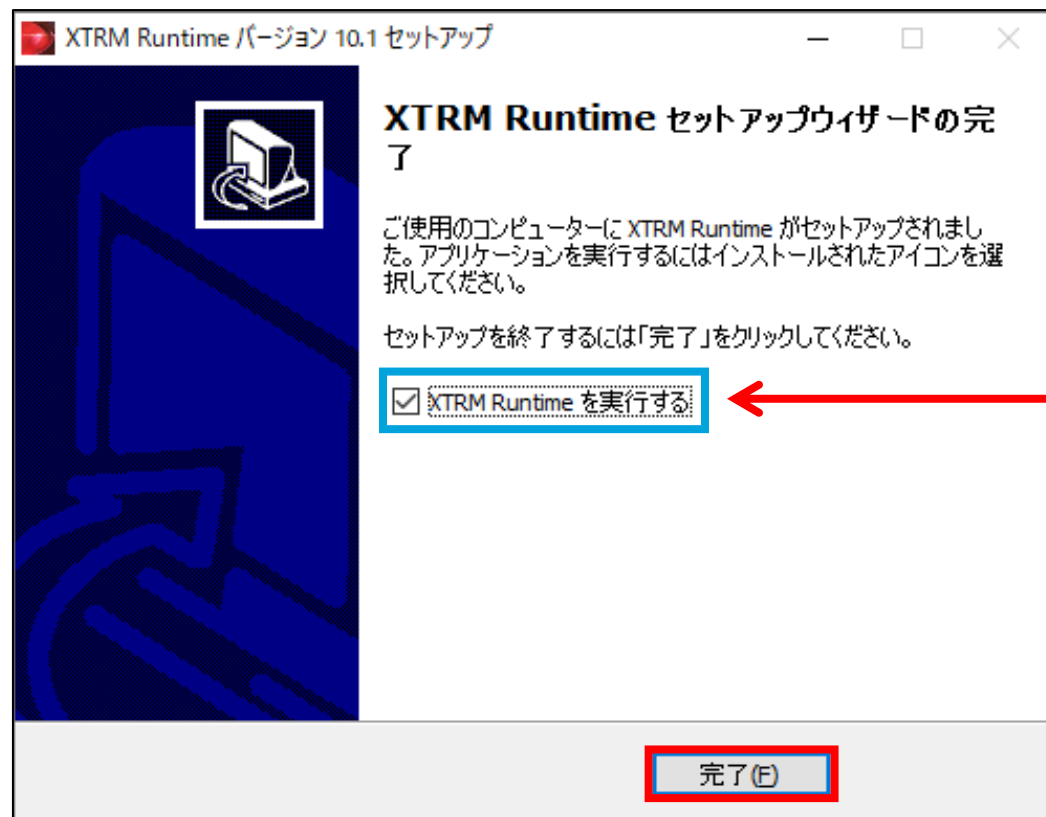 XTRM Runtime バージョン 10.1 セットアップ
XTRM Runtime セットアップウィザードの完
了
ご使用のコンピューターに XTRM Runtime がセットアップされまし
た。アプリケーションを実行するにはインストールされたアイコンを選
択してください。
セットアップを終了するには「完了」をクリックしてください。
XTRM Runtime を実行する
完了(F)